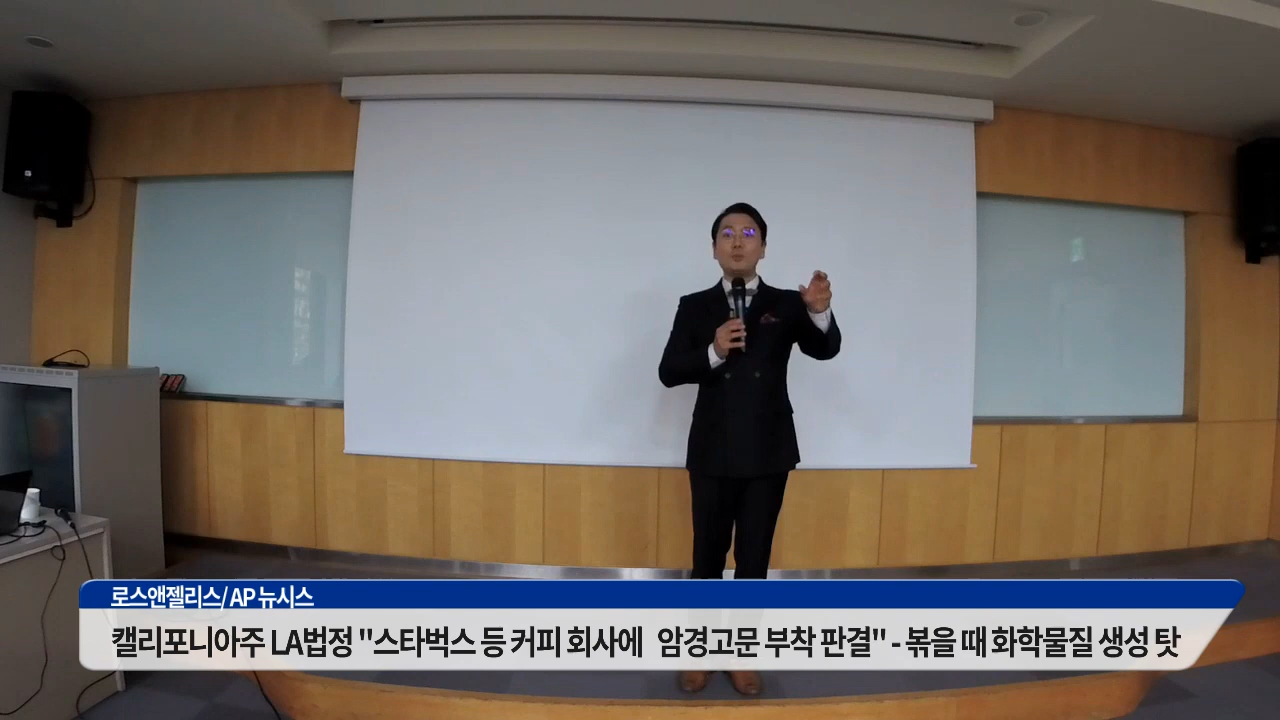 로스앤젤리스/ AP 뉴시스
캘리포니아주 LA법정 "스타벅스 등 커피 회사에 암경고문 부착 판결" - 볶을 때 화학물질 생성 탓